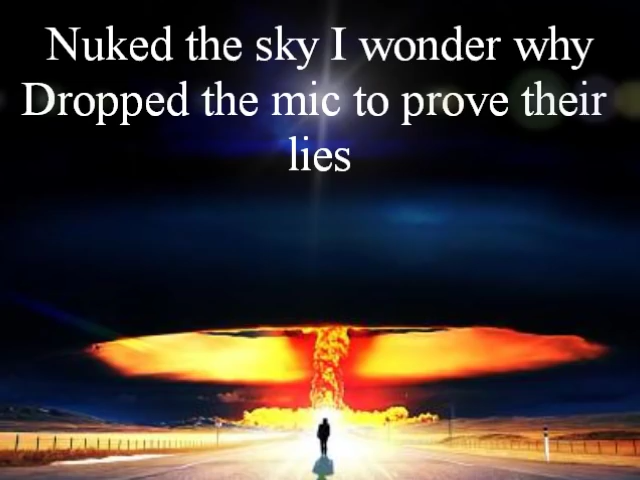 Nuked the sky I wonder why
Dropped the mic to prove their
lies